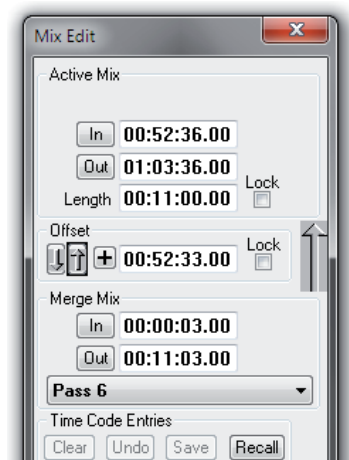 Mix Edit
Active Mix
In 00:52:36.00
Out 01:03:36.00
Length 00:11:00.00 Lock
Offset
+ 00:52:33.00 Lock
Merge Mix
In 00:00:03.00
Out 00:11:03.00
Pass 6
Time Code Entries
Clear Undo Save Recall